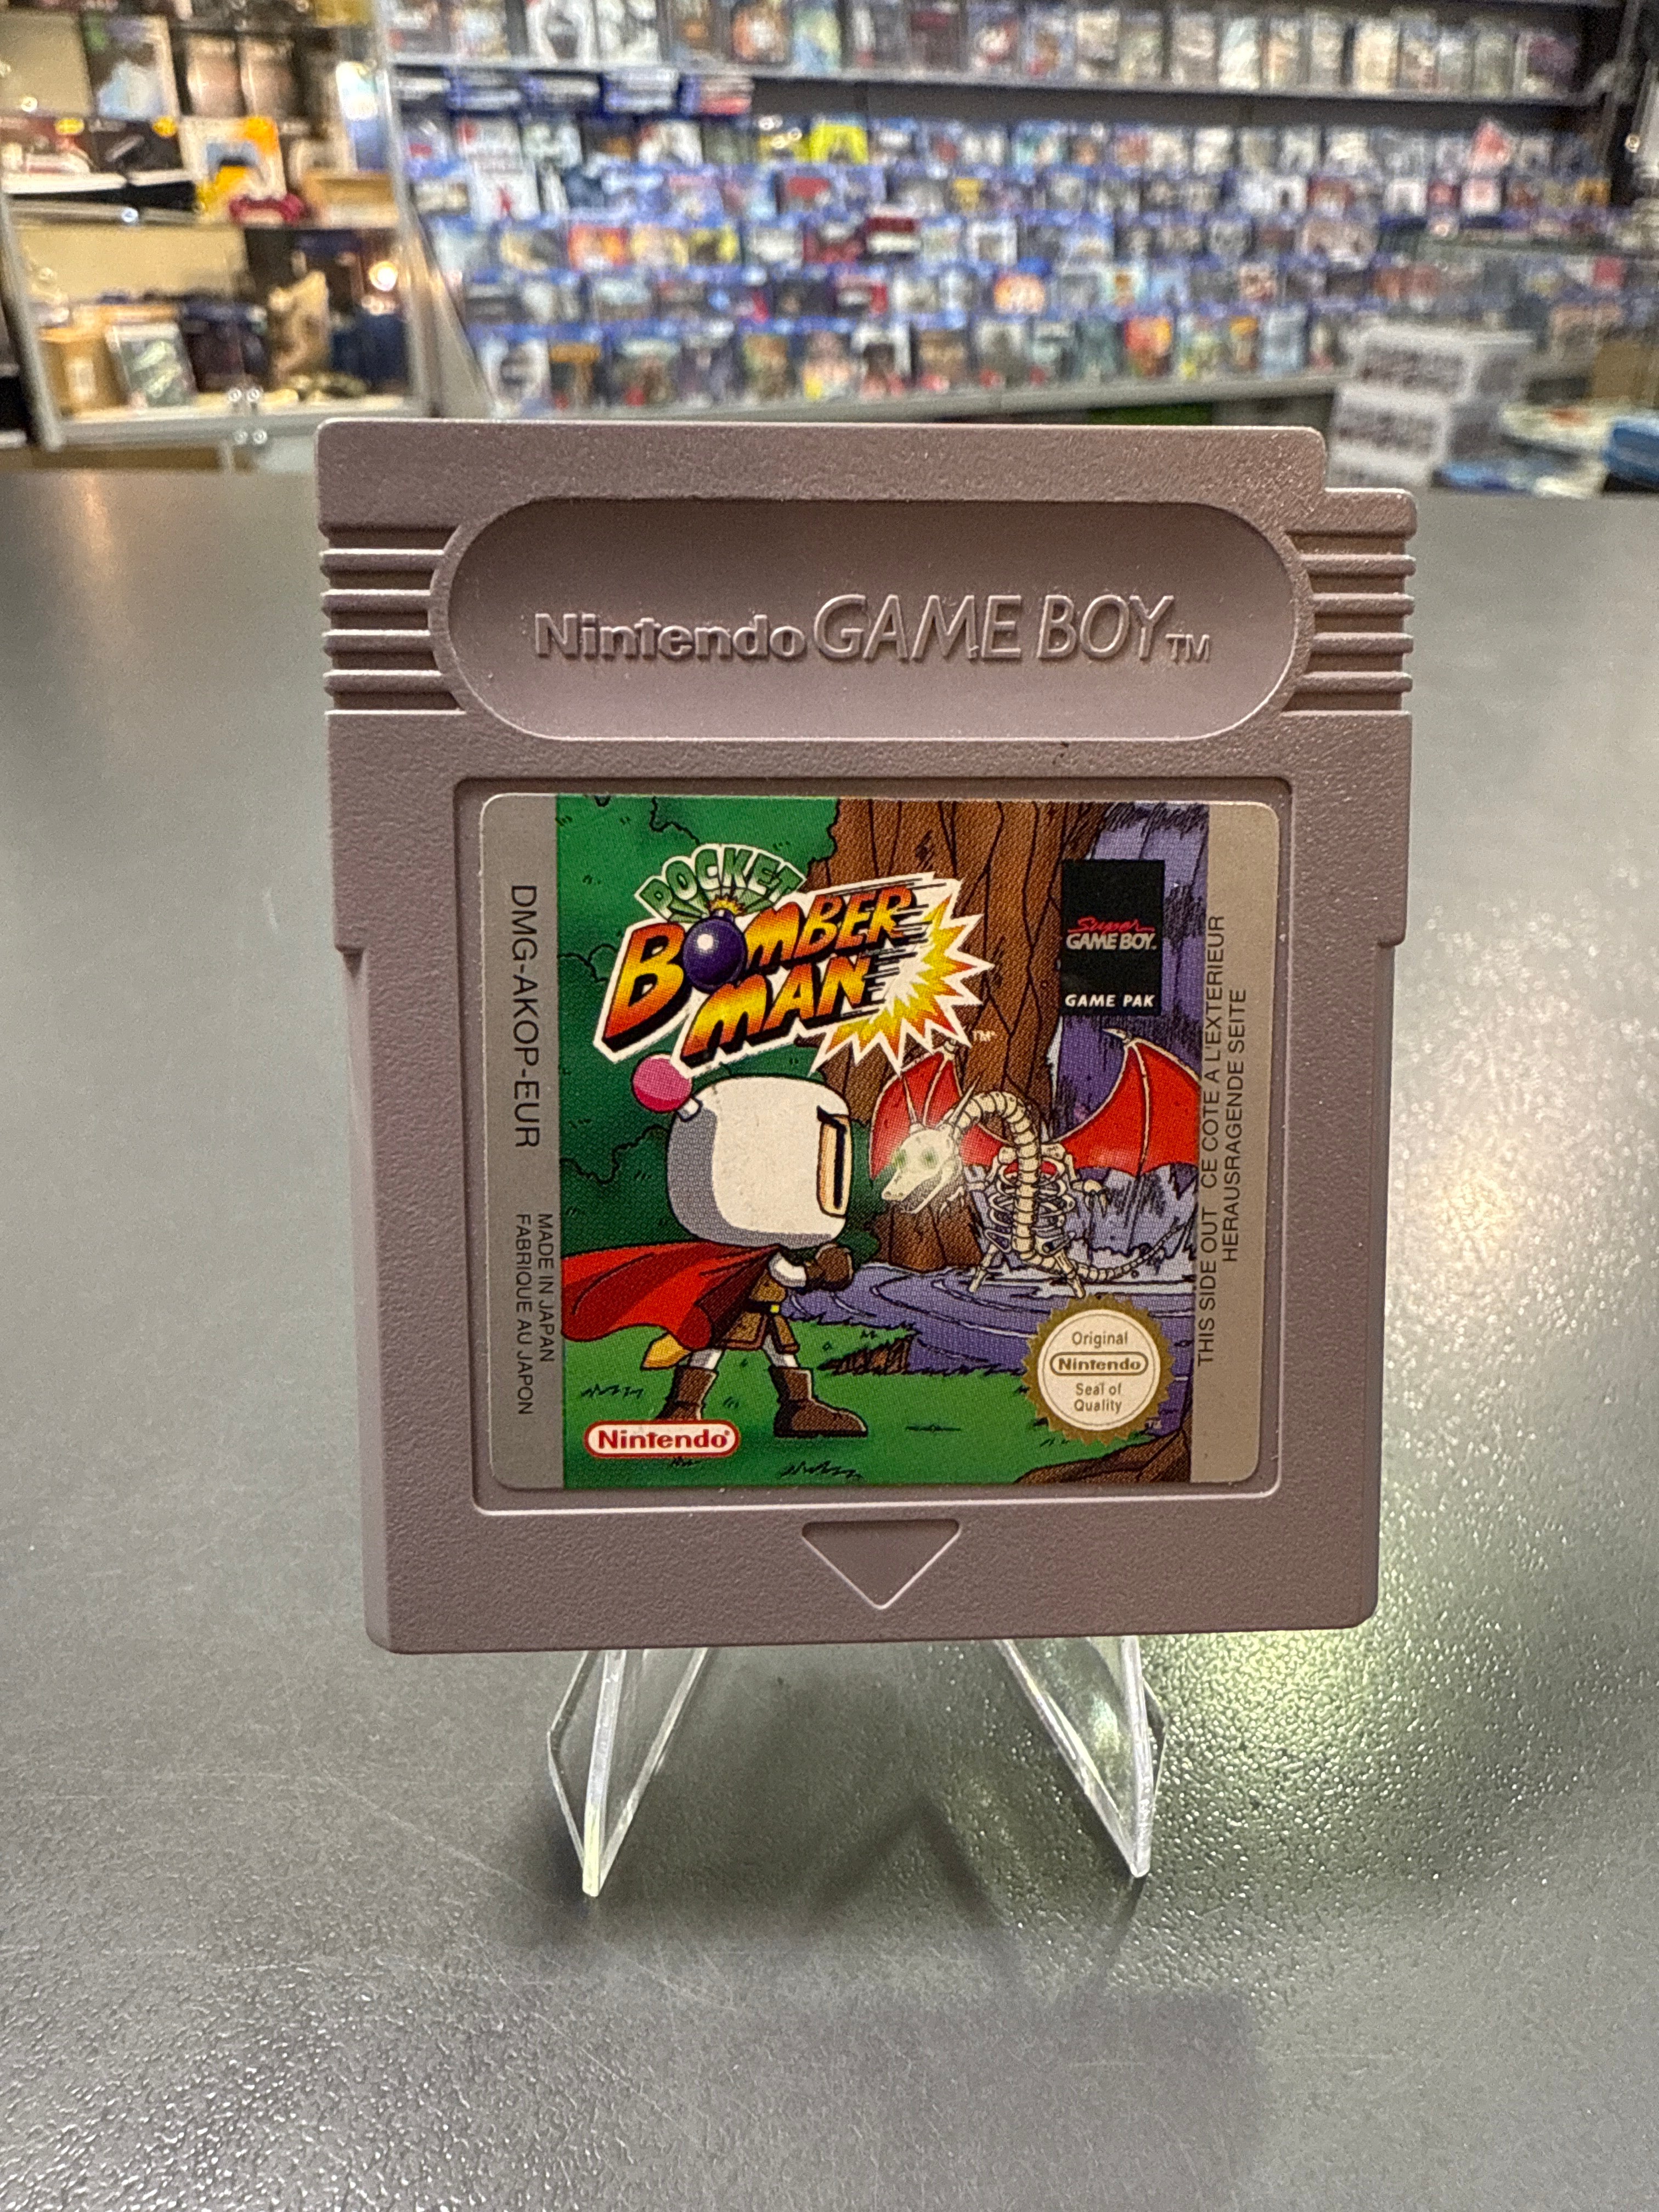 Nintendo GAME BOY TM
POCKET
BOMBER
MAN
TM
Super
GAME BOY
GAME PAK
DMG-AKOP-EUR
MADE IN JAPAN
FABRIQUE AU JAPON
THIS SIDE OUT CE COTE A L'EXTERIEUR
HERAUSRAGENDE SEITE
Original
Nintendo
Seal of
Quality
Nintendo®